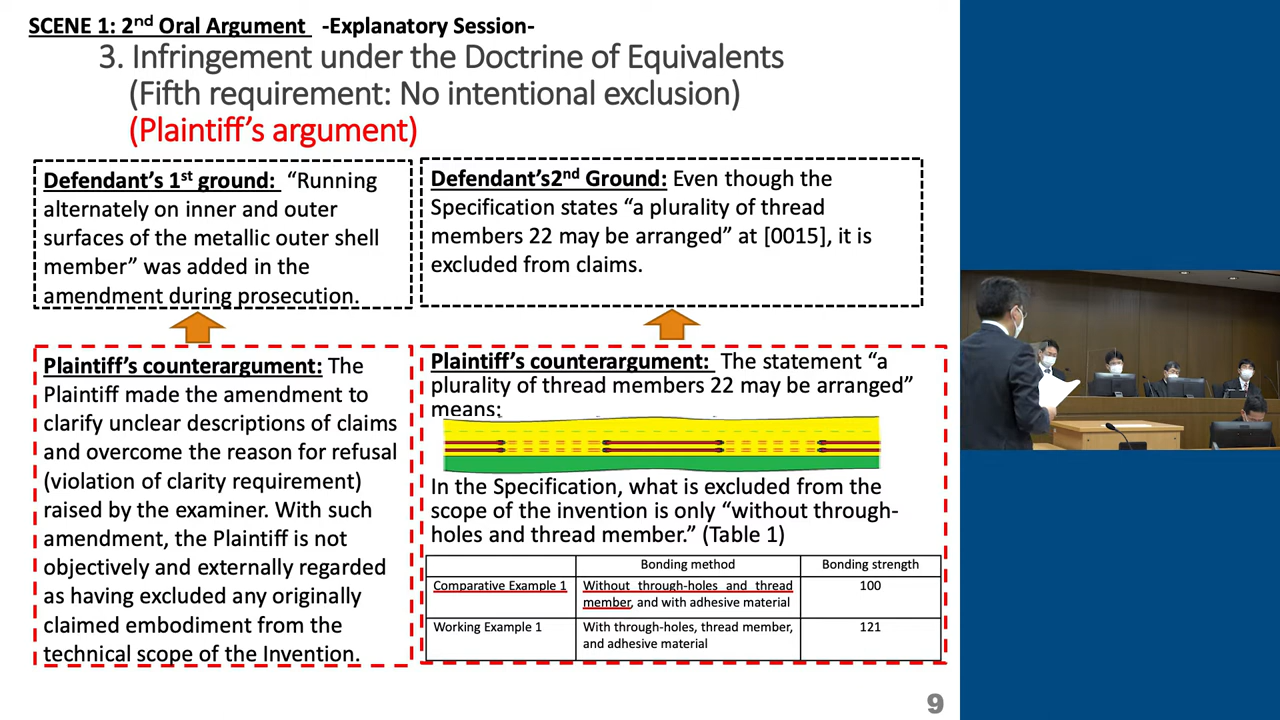 SCENE 1: 2nd Oral Argument -Explanatory Session-
3. Infringement under the Doctrine of Equivalents
(Fifth requirement: No intentional exclusion)
(Plaintiff's argument)
Defendant's 1st ground: "Running
alternately on inner and outer
surfaces of the metallic outer shell
member" was added in the
amendment during prosecution.
Defendant's2nd Ground: Even though the
Specification states "a plurality of thread
members 22 may be arranged" at [0015], it is
excluded from claims.
Plaintiff's counterargument: The
Plaintiff made the amendment to
clarify unclear descriptions of claims
and overcome the reason for refusal
(violation of clarity requirement)
raised by the examiner. With such
amendment, the Plaintiff is not
objectively and externally regarded
as having excluded any originally
claimed embodiment from the
technical scope of the Invention.
Plaintiff's counterargument: The statement "a
plurality of thread members 22 may be arranged"
means:
In the Specification, what is excluded from the
scope of the invention is only "without through-
holes and thread member." (Table 1)
Bonding method Bonding strength
Comparative Example 1 Without through-holes and thread 100
member, and with adhesive material
Working Example 1 With through-holes, thread member, 121
and adhesive material
9